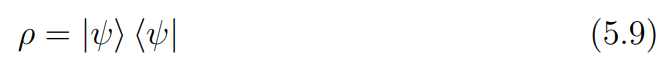 ρ = |ψ⟩ ⟨ψ| (5.9)